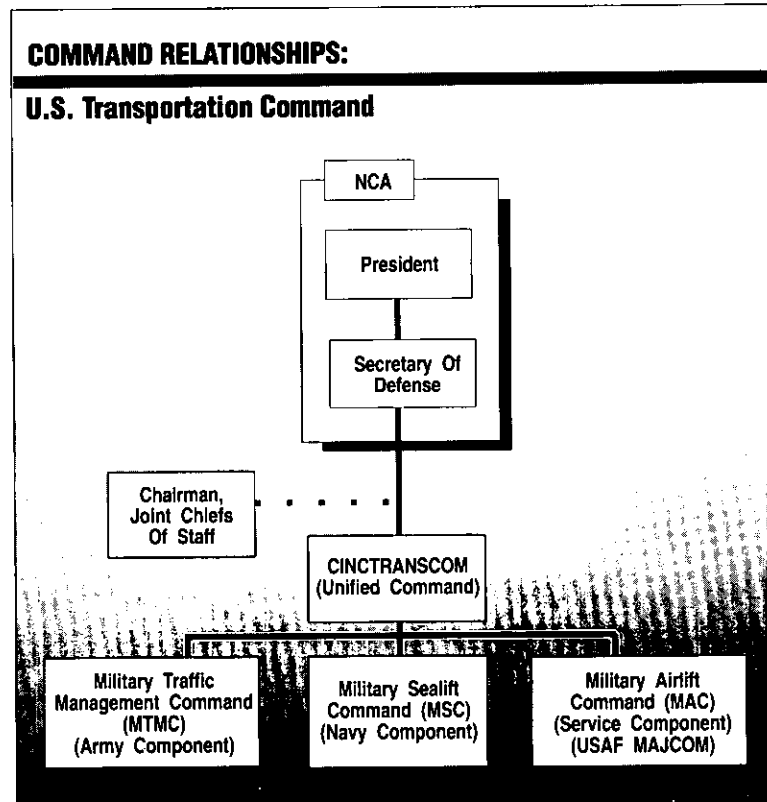 COMMAND RELATIONSHIPS:
U.S. Transportation Command
NCA
President
Secretary Of
Defense
Chairman,
Joint Chiefs
Of Staff
CINCTRANSCOM
(Unified Command)
Military Traffic
Management Command
(MTMC)
(Army Component)
Military Sealift
Command (MSC)
(Navy Component)
Military Airlift
Command (MAC)
(Service Component)
(USAF MAJCOM)